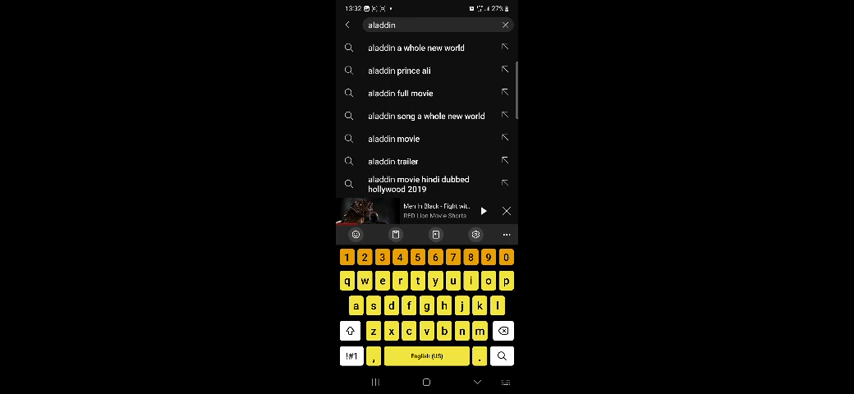 13:32 27%
aladdin
aladdin a whole new world
aladdin prince ali
aladdin full movie
aladdin song a whole new world
aladdin movie
aladdin trailer
aladdin movie hindi dubbed
hollywood 2019
Men In Black - Fight wit...
RED Lion Movie Shorts
1 2 3 4 5 6 7 8 9 0
q w e r t y u i o p
a s d f g h j k l
z x c v b n m
!#1 , English (US) .